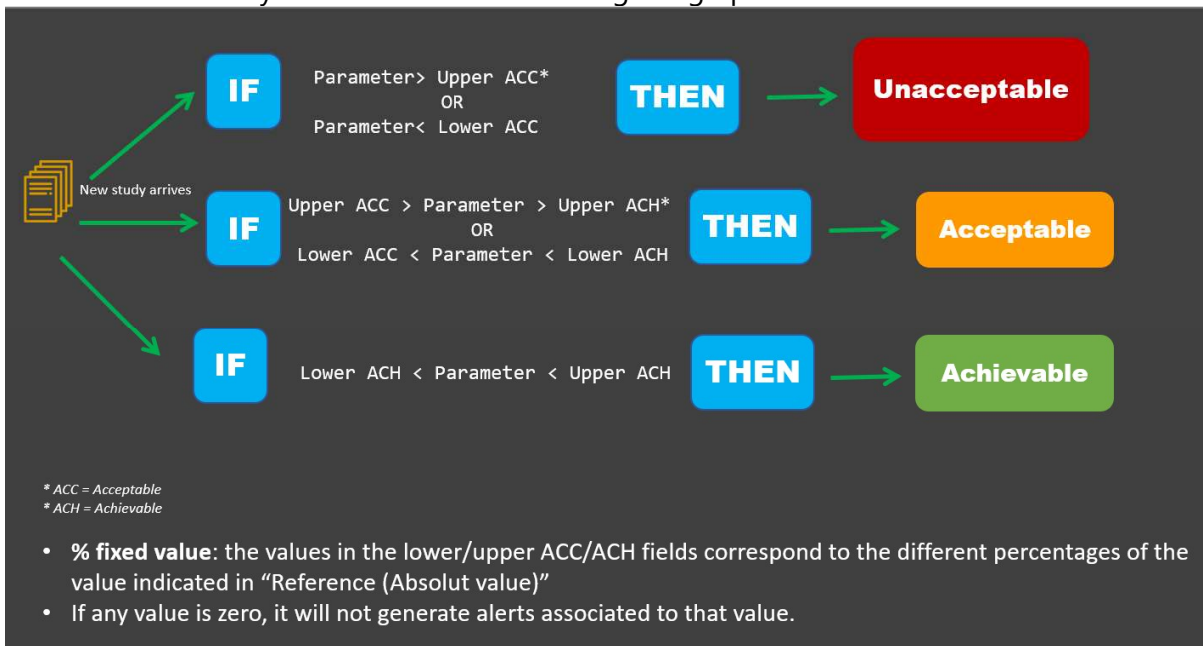 IF
Parameter> Upper ACC*
OR
Parameter< Lower ACC
THEN
Unacceptable
New study arrives
IF
Upper ACC > Parameter > Upper ACH*
OR
Lower ACC < Parameter < Lower ACH
THEN
Acceptable
IF
Lower ACH < Parameter < Upper ACH
THEN
Achievable
* ACC = Acceptable
* ACH = Achievable
• % fixed value: the values in the lower/upper ACC/ACH fields correspond to the different percentages of the
value indicated in “Reference (Absolut value)”
• If any value is zero, it will not generate alerts associated to that value.